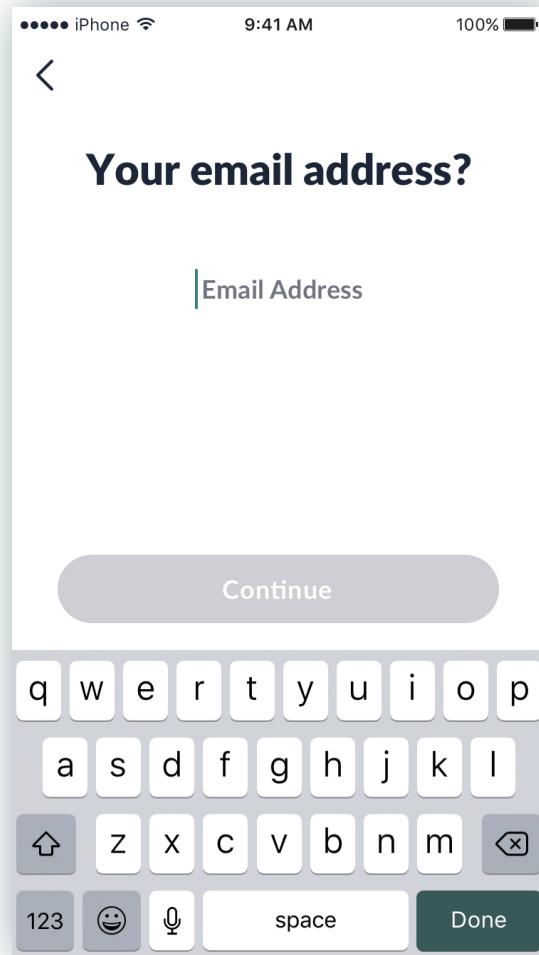 iPhone 9:41 AM 100%
Your email address?
Email Address
Continue
q w e r t y u i o p
a s d f g h j k l
z x c v b n m
123 space Done